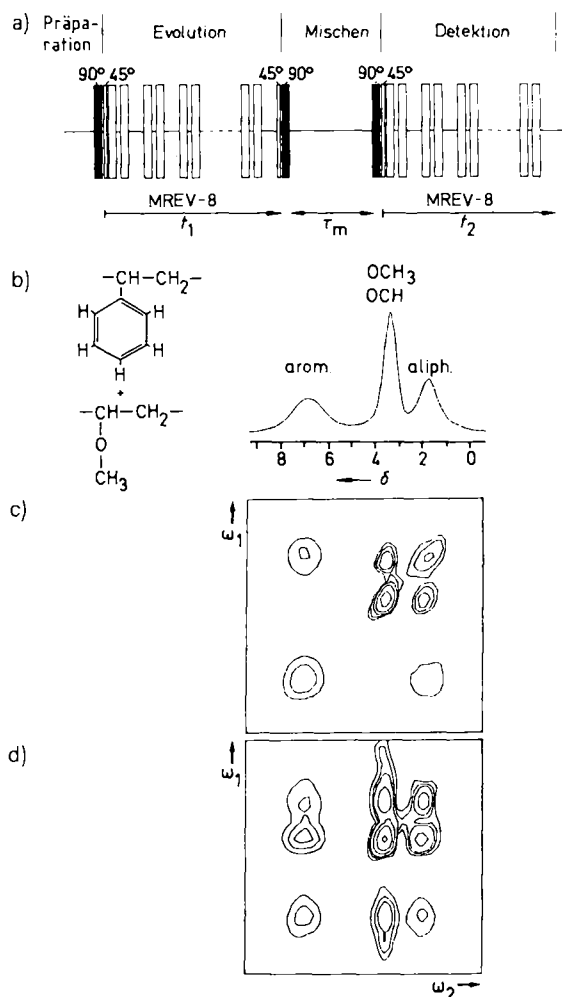 a)
Präpa-
ration
Evolution
Mischen
Detektion
90° 45°
45° 90°
90° 45°
MREV-8
MREV-8
t₁
τₘ
t₂
b)
—CH—CH₂—
H H
H H
H
+
—CH—CH₂—
O
CH₃
OCH₃
OCH
arom.
aliph.
8 6 4 2 0
δ
c)
ω₁
d)
ω₁
ω₂